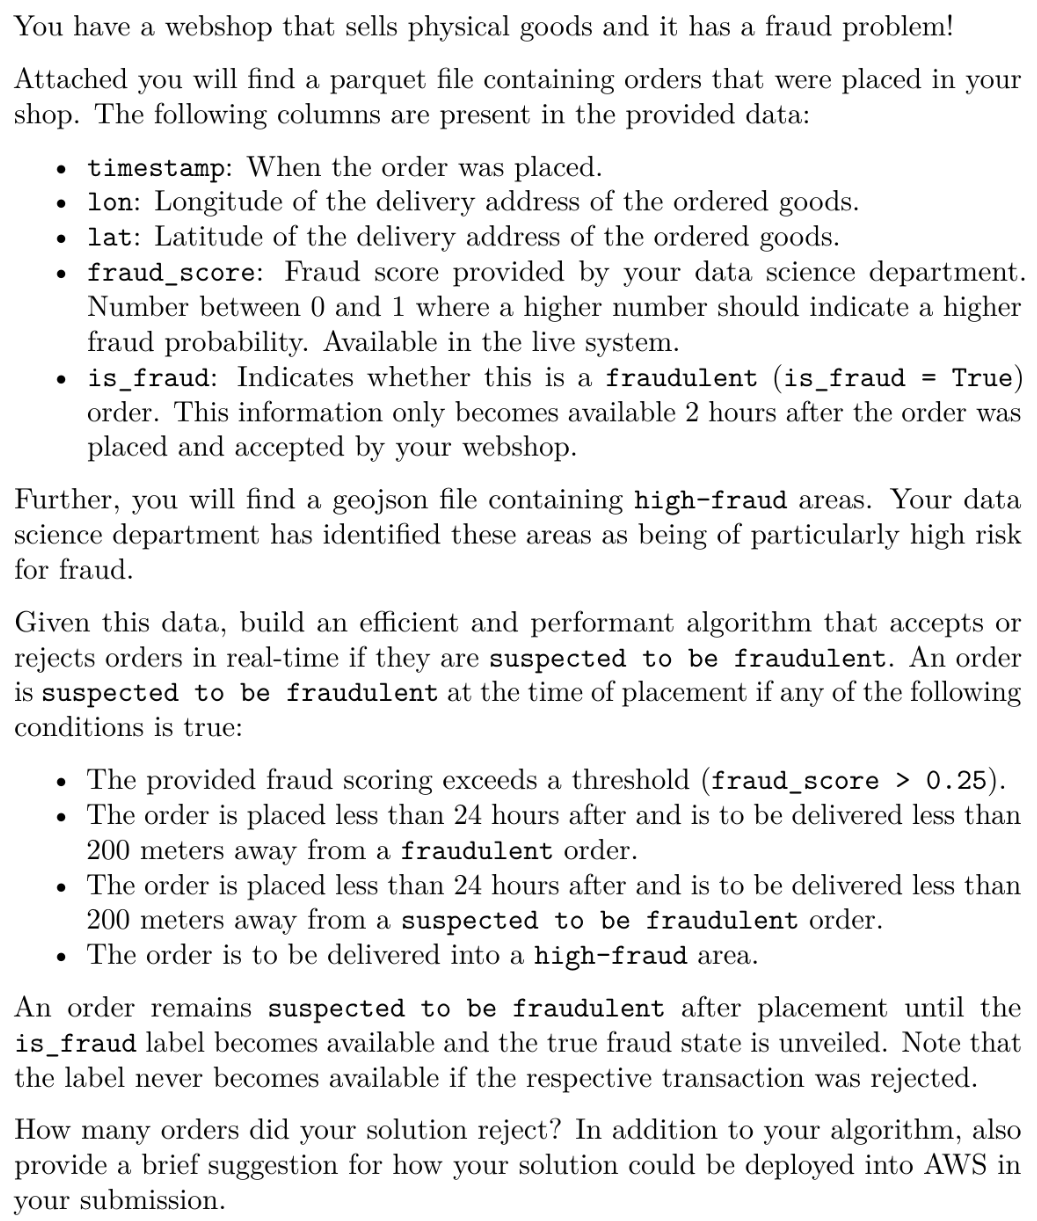 You have a webshop that sells physical goods and it has a fraud problem!
Attached you will find a parquet file containing orders that were placed in your
shop. The following columns are present in the provided data:
• timestamp: When the order was placed.
• lon: Longitude of the delivery address of the ordered goods.
• lat: Latitude of the delivery address of the ordered goods.
• fraud_score: Fraud score provided by your data science department.
Number between 0 and 1 where a higher number should indicate a higher
fraud probability. Available in the live system.
• is_fraud: Indicates whether this is a fraudulent (is_fraud = True)
order. This information only becomes available 2 hours after the order was
placed and accepted by your webshop.
Further, you will find a geojson file containing high-fraud areas. Your data
science department has identified these areas as being of particularly high risk
for fraud.
Given this data, build an efficient and performant algorithm that accepts or
rejects orders in real-time if they are suspected to be fraudulent. An order
is suspected to be fraudulent at the time of placement if any of the following
conditions is true:
• The provided fraud scoring exceeds a threshold (fraud_score > 0.25).
• The order is placed less than 24 hours after and is to be delivered less than
200 meters away from a fraudulent order.
• The order is placed less than 24 hours after and is to be delivered less than
200 meters away from a suspected to be fraudulent order.
• The order is to be delivered into a high-fraud area.
An order remains suspected to be fraudulent after placement until the
is_fraud label becomes available and the true fraud state is unveiled. Note that
the label never becomes available if the respective transaction was rejected.
How many orders did your solution reject? In addition to your algorithm, also
provide a brief suggestion for how your solution could be deployed into AWS in
your submission.